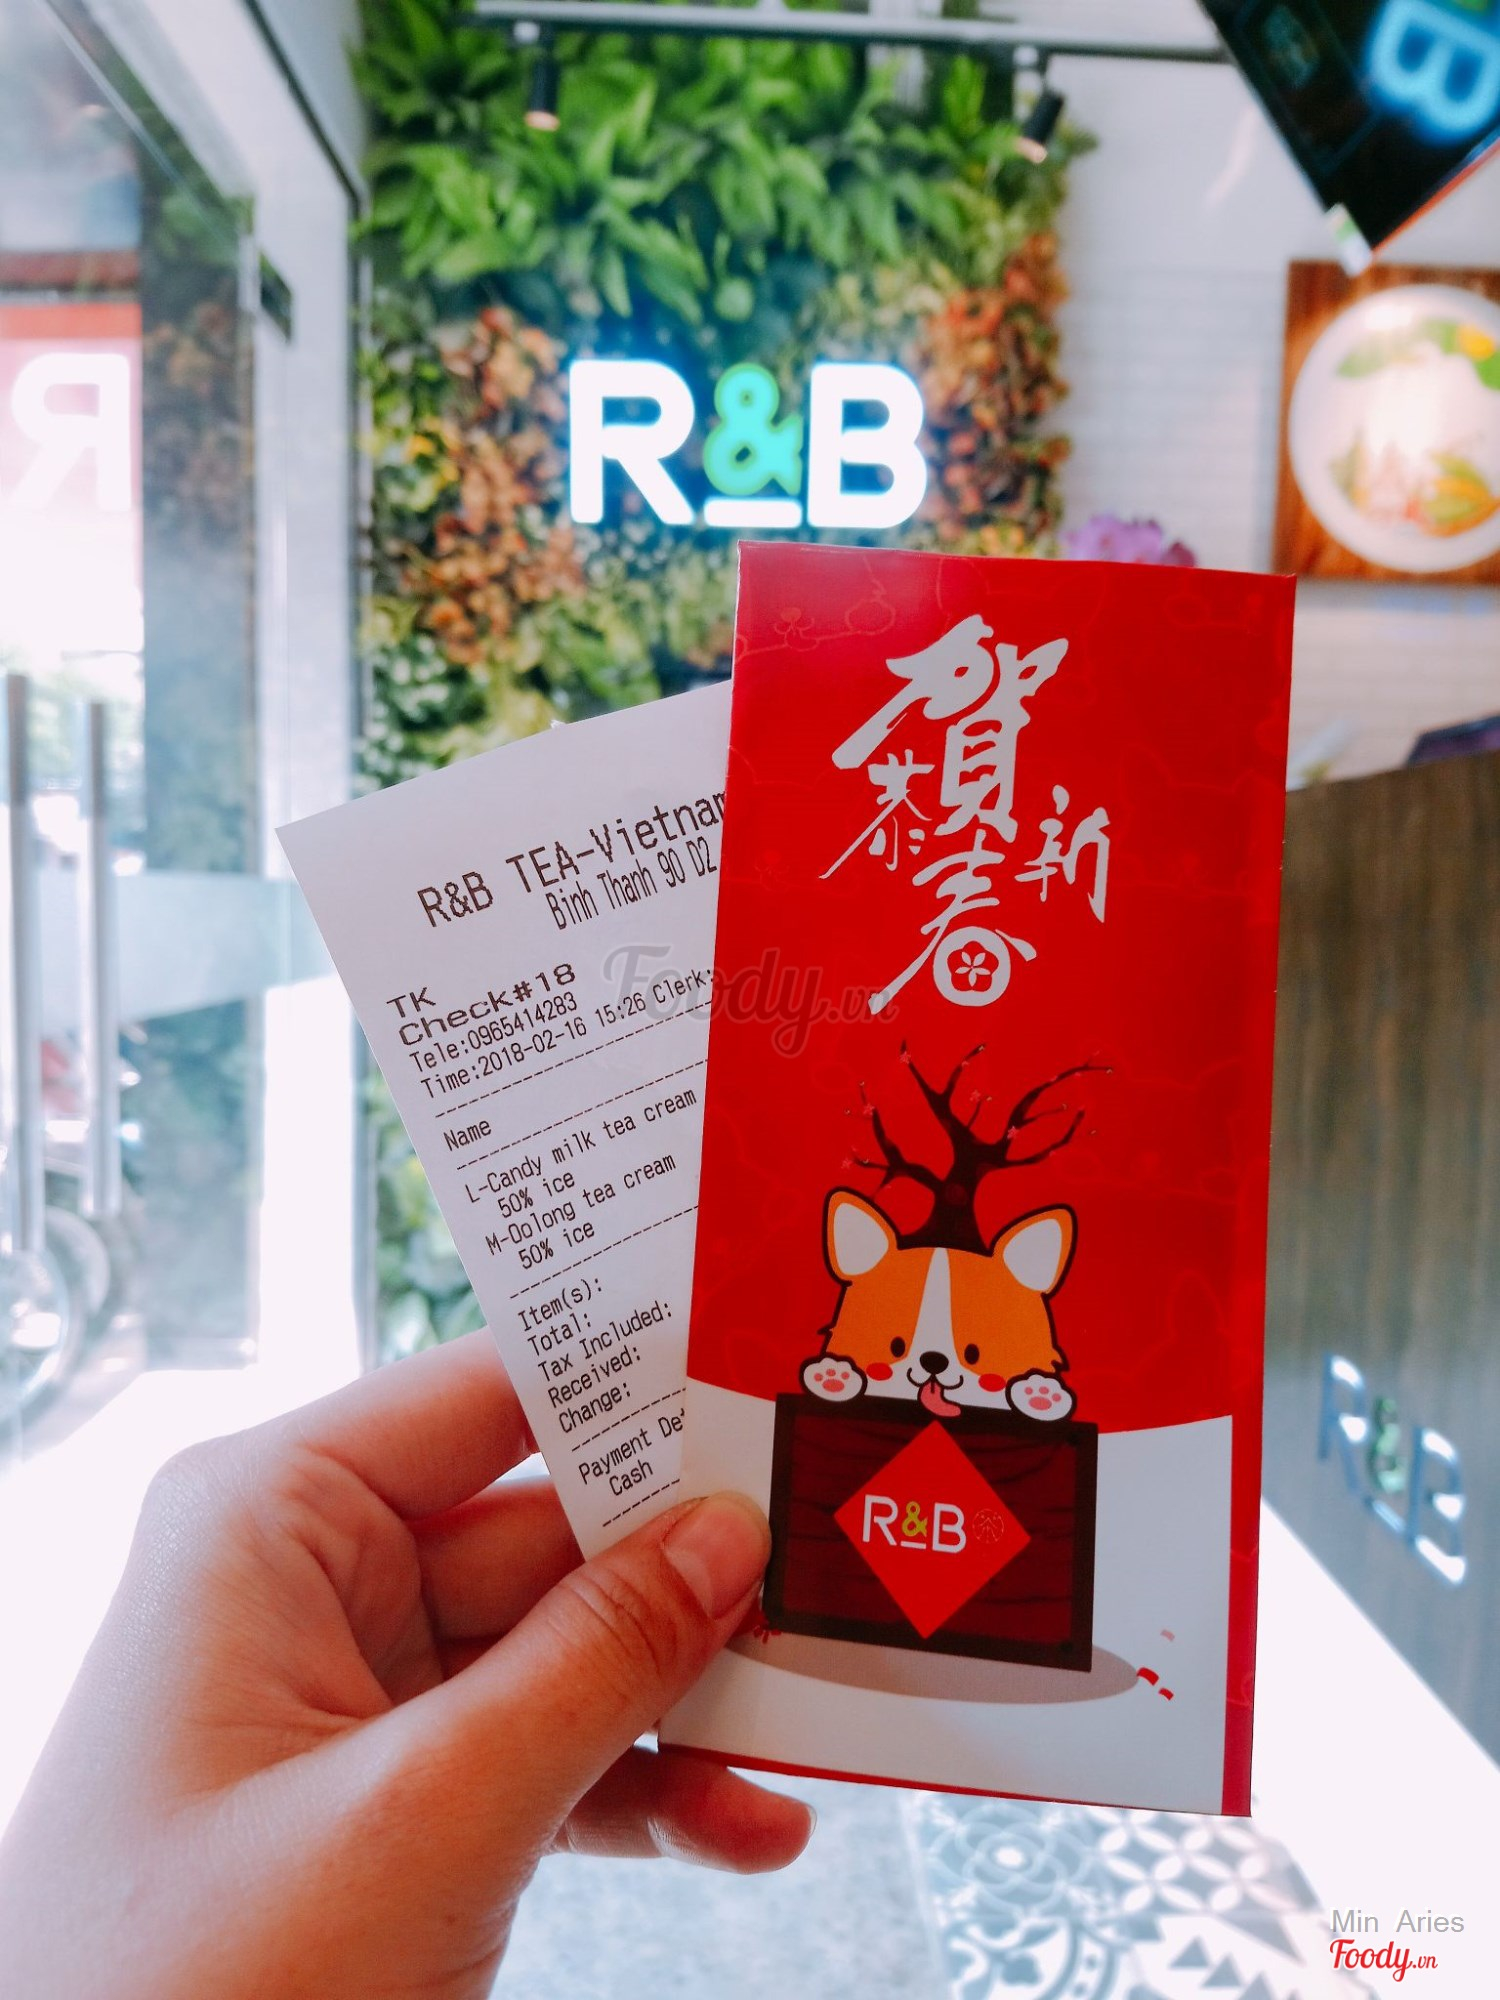 R&B
R&B
R
賀
恭
新
春
R&B TEA-Vietnam
Binh Thanh 90 D2
TK
Check#18
Tele:0965414283
Time:2018-02-16 15:26 Clerk:
Name
L-Candy milk tea cream
50% ice
M-Oolong tea cream
50% ice
Item(s):
Total:
Tax Included:
Received:
Change:
Payment De
Cash
R&B
R&B
Foody.vn
Min Aries
Foody.vn